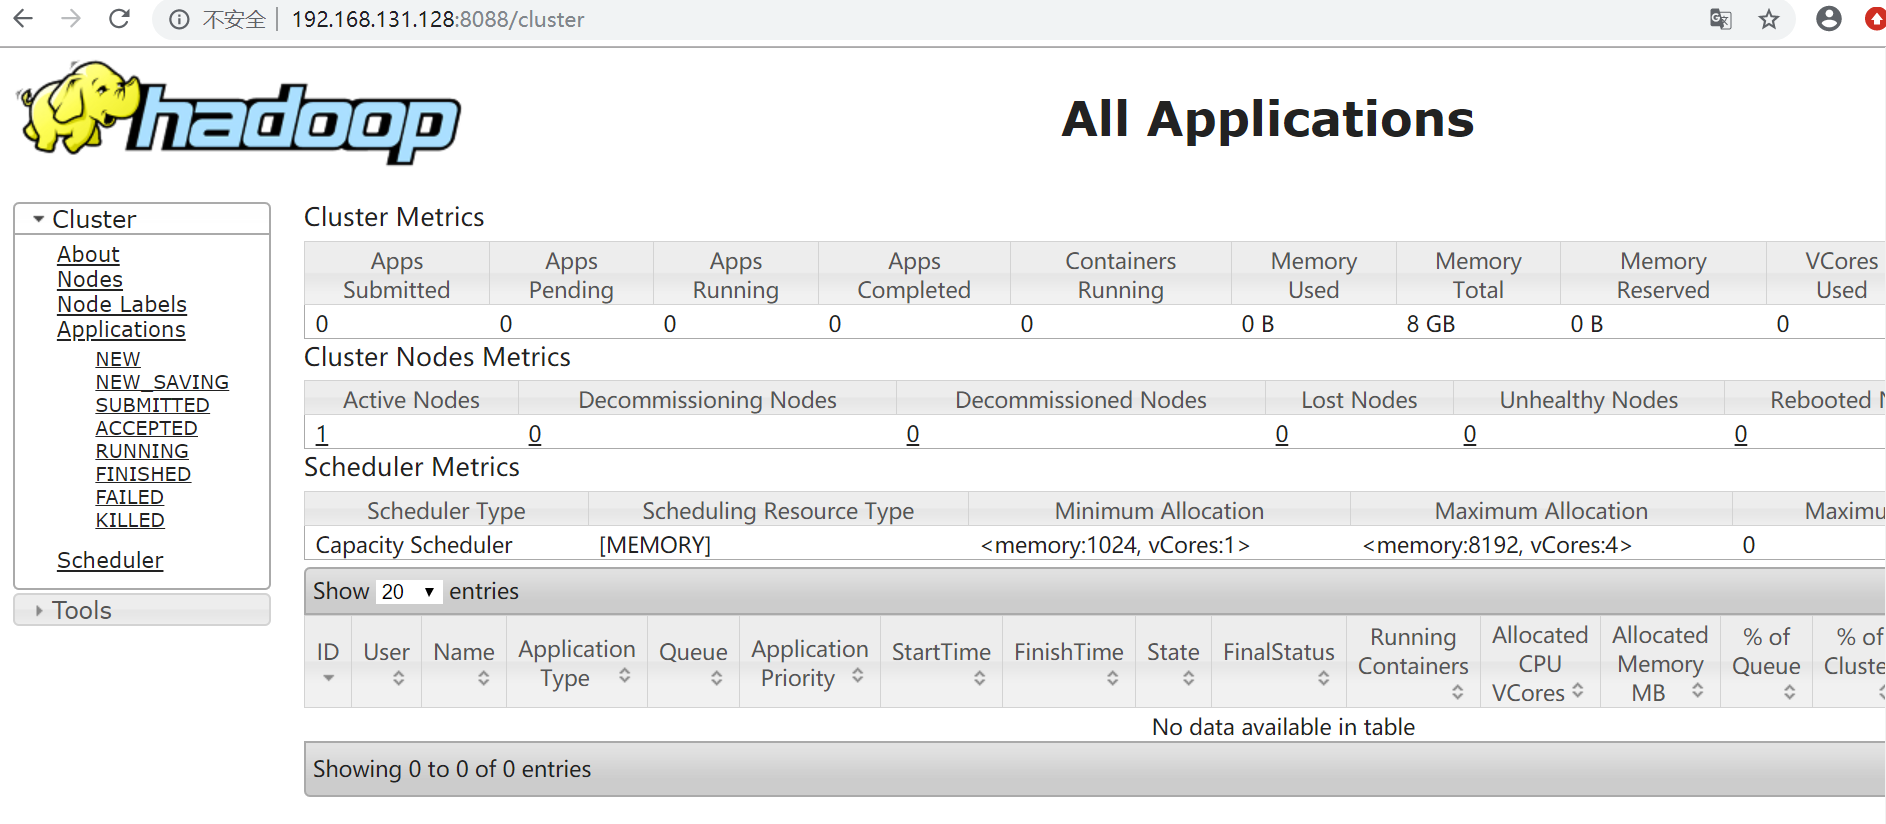 不安全 | 192.168.131.128:8088/cluster
hadoop
All Applications
Cluster
About
Nodes
Node Labels
Applications
NEW
NEW_SAVING
SUBMITTED
ACCEPTED
RUNNING
FINISHED
FAILED
KILLED
Scheduler
Tools
Cluster Metrics
Apps Submitted Apps Pending Apps Running Apps Completed Containers Running Memory Used Memory Total Memory Reserved VCores Used
0 0 0 0 0 0 B 8 GB 0 B 0
Cluster Nodes Metrics
Active Nodes Decommissioning Nodes Decommissioned Nodes Lost Nodes Unhealthy Nodes Rebooted
1 0 0 0 0 0
Scheduler Metrics
Scheduler Type Scheduling Resource Type Minimum Allocation Maximum Allocation Maximu
Capacity Scheduler [MEMORY] <memory:1024, vCores:1> <memory:8192, vCores:4> 0
Show 20 entries
ID User Name Application Type Queue Application Priority StartTime FinishTime State FinalStatus Running Containers Allocated CPU VCores Allocated Memory MB % of Queue % of Cluste
No data available in table
Showing 0 to 0 of 0 entries